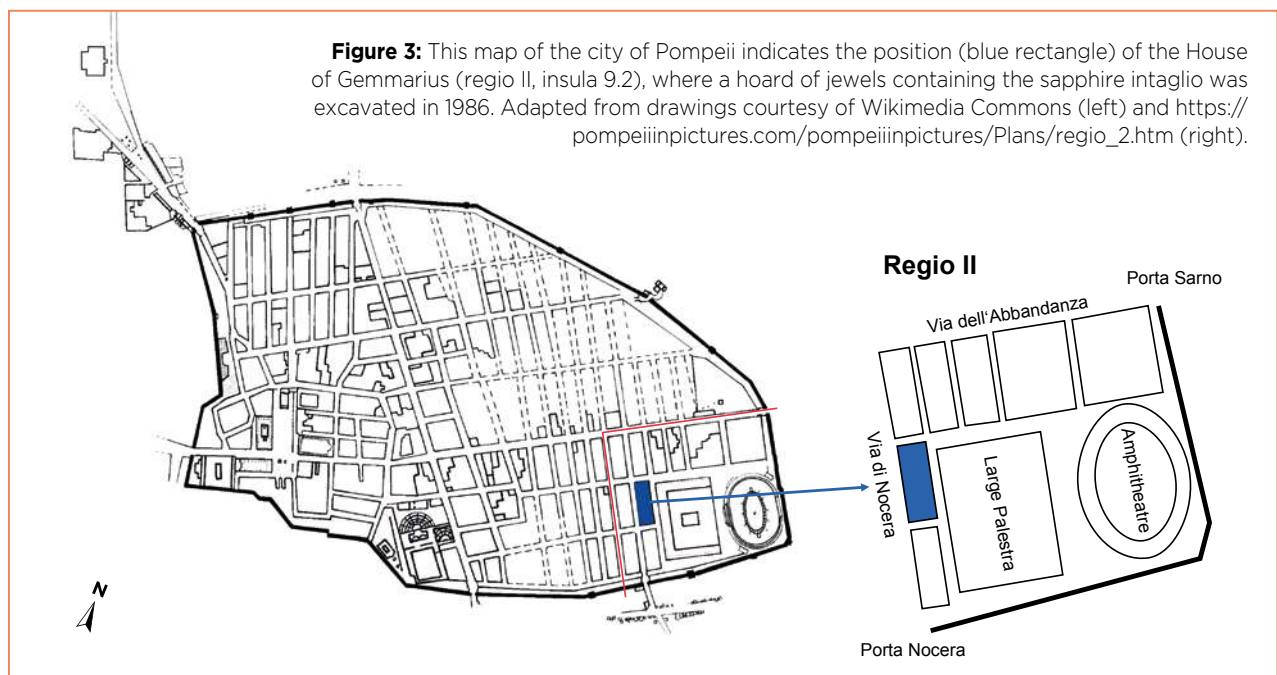 Figure 3: This map of the city of Pompeii indicates the position (blue rectangle) of the House
of Gemmarius (regio II, insula 9.2), where a hoard of jewels containing the sapphire intaglio was
excavated in 1986. Adapted from drawings courtesy of Wikimedia Commons (left) and https://
pompeiiinpictures.com/pompeiiinpictures/Plans/regio_2.htm (right).
Regio II
Porta Sarno
Via dell'Abbandanza
Via di Nocera
Large Palestra
Amphitheatre
Porta Nocera
N